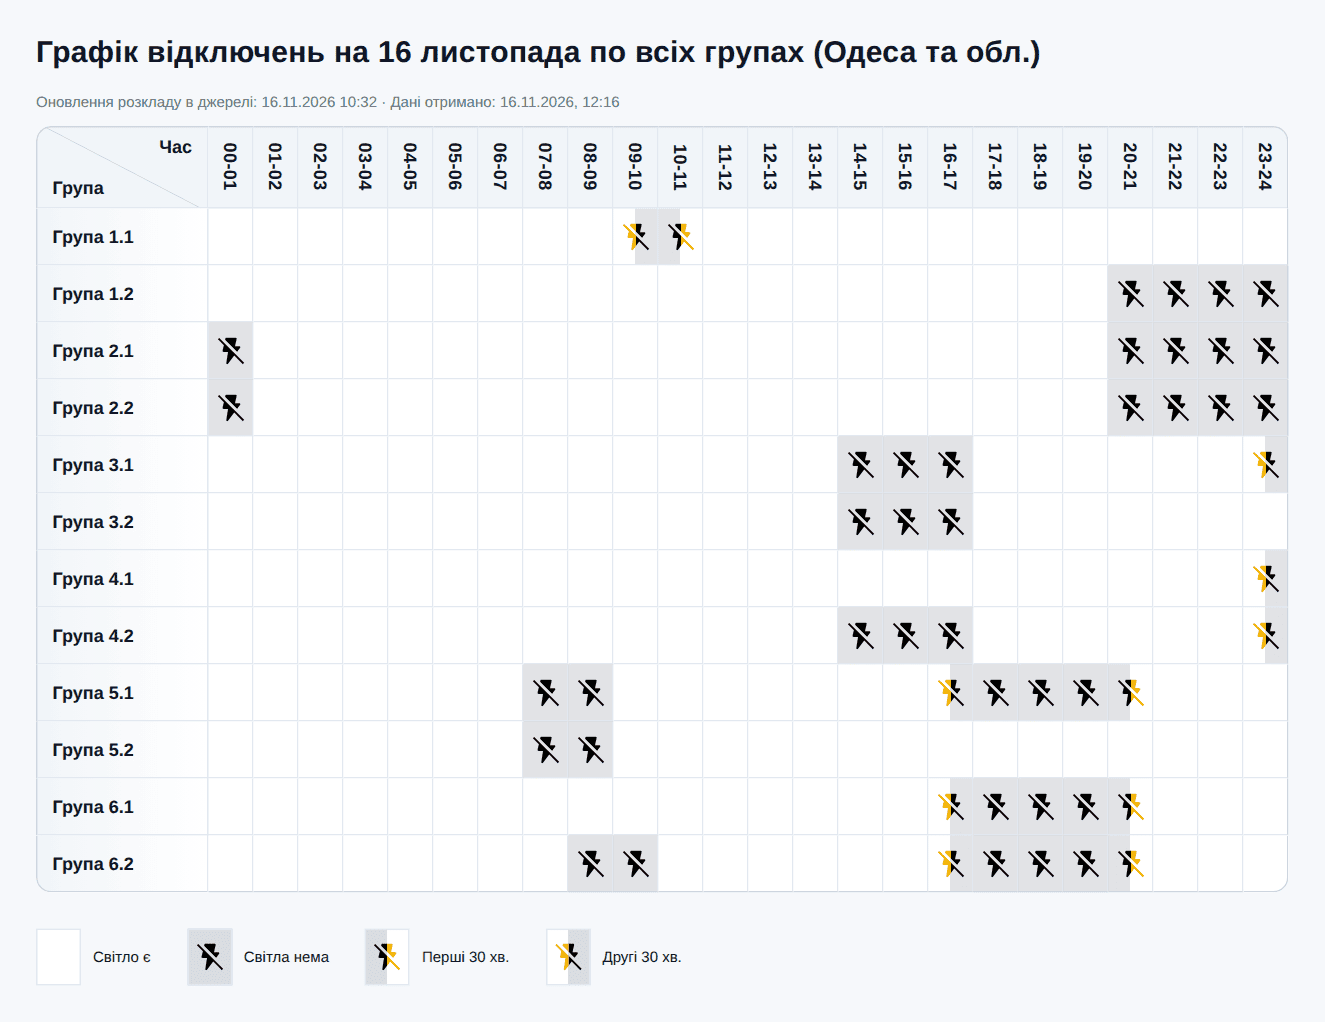 Графік відключень на 16 листопада по всіх групах (Одеса та обл.)
Оновлення розкладу в джерелі: 16.11.2026 10:32 · Дані отримано: 16.11.2026, 12:16
Час
Група
00-01 01-02 02-03 03-04 04-05 05-06 06-07 07-08 08-09 09-10 10-11 11-12 12-13 13-14 14-15 15-16 16-17 17-18 18-19 19-20 20-21 21-22 22-23 23-24
Група 1.1
Група 1.2
Група 2.1
Група 2.2
Група 3.1
Група 3.2
Група 4.1
Група 4.2
Група 5.1
Група 5.2
Група 6.1
Група 6.2
Світло є Світла нема Перші 30 хв. Другі 30 хв.